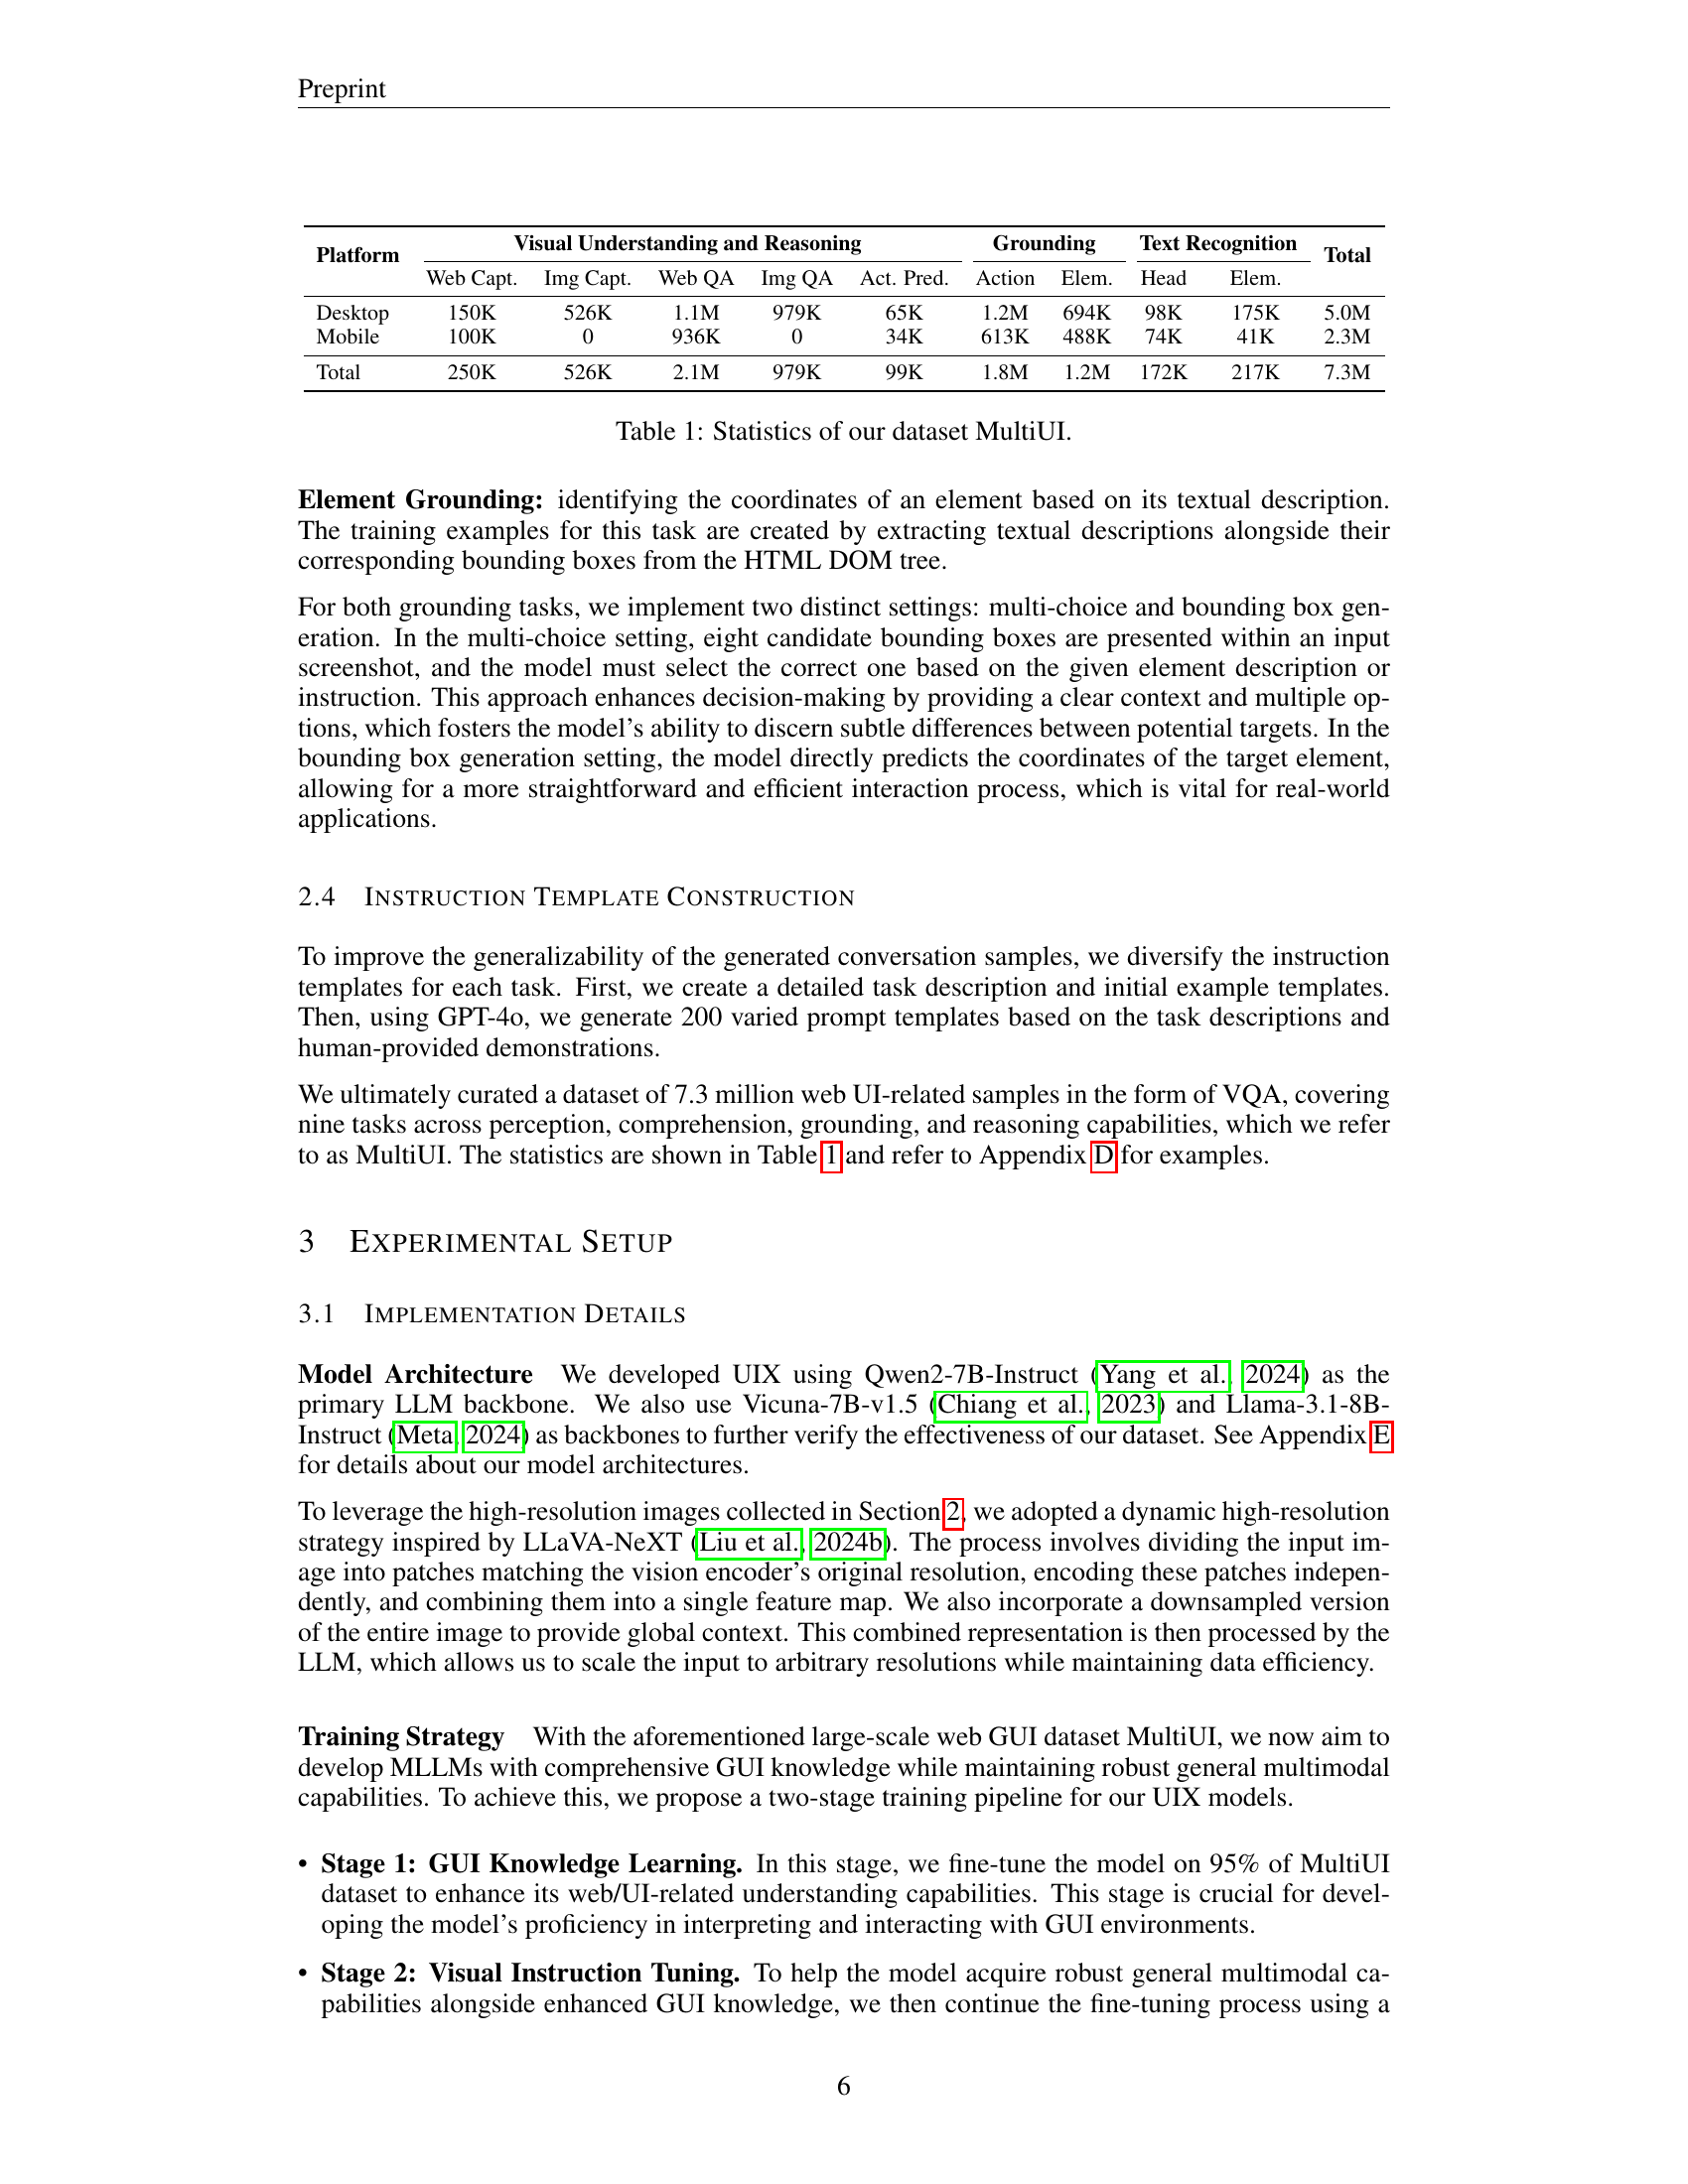 Preprint
Platform Visual Understanding and Reasoning Grounding Text Recognition Total
Web Capt. Img Capt. Web QA Img QA Act. Pred. Action Elem. Head Elem.
Desktop 150K 526K 1.1M 979K 65K 1.2M 694K 98K 175K 5.0M
Mobile 100K 0 936K 0 34K 613K 488K 74K 41K 2.3M
Total 250K 526K 2.1M 979K 99K 1.8M 1.2M 172K 217K 7.3M
Table 1: Statistics of our dataset MultiUI.
Element Grounding: identifying the coordinates of an element based on its textual description.
The training examples for this task are created by extracting textual descriptions alongside their
corresponding bounding boxes from the HTML DOM tree.
For both grounding tasks, we implement two distinct settings: multi-choice and bounding box gen-
eration. In the multi-choice setting, eight candidate bounding boxes are presented within an input
screenshot, and the model must select the correct one based on the given element description or
instruction. This approach enhances decision-making by providing a clear context and multiple op-
tions, which fosters the model's ability to discern subtle differences between potential targets. In the
bounding box generation setting, the model directly predicts the coordinates of the target element,
allowing for a more straightforward and efficient interaction process, which is vital for real-world
applications.
2.4 INSTRUCTION TEMPLATE CONSTRUCTION
To improve the generalizability of the generated conversation samples, we diversify the instruction
templates for each task. First, we create a detailed task description and initial example templates.
Then, using GPT-4o, we generate 200 varied prompt templates based on the task descriptions and
human-provided demonstrations.
We ultimately curated a dataset of 7.3 million web UI-related samples in the form of VQA, covering
nine tasks across perception, comprehension, grounding, and reasoning capabilities, which we refer
to as MultiUI. The statistics are shown in Table 1 and refer to Appendix D for examples.
3 EXPERIMENTAL SETUP
3.1 IMPLEMENTATION DETAILS
Model Architecture We developed UIX using Qwen2-7B-Instruct (Yang et al., 2024) as the
primary LLM backbone. We also use Vicuna-7B-v1.5 (Chiang et al., 2023) and Llama-3.1-8B-
Instruct (Meta, 2024) as backbones to further verify the effectiveness of our dataset. See Appendix E
for details about our model architectures.
To leverage the high-resolution images collected in Section 2, we adopted a dynamic high-resolution
strategy inspired by LLaVA-NeXT (Liu et al., 2024b). The process involves dividing the input im-
age into patches matching the vision encoder's original resolution, encoding these patches indepen-
dently, and combining them into a single feature map. We also incorporate a downsampled version
of the entire image to provide global context. This combined representation is then processed by the
LLM, which allows us to scale the input to arbitrary resolutions while maintaining data efficiency.
Training Strategy With the aforementioned large-scale web GUI dataset MultiUI, we now aim to
develop MLLMs with comprehensive GUI knowledge while maintaining robust general multimodal
capabilities. To achieve this, we propose a two-stage training pipeline for our UIX models.
• Stage 1: GUI Knowledge Learning. In this stage, we fine-tune the model on 95% of MultiUI
dataset to enhance its web/UI-related understanding capabilities. This stage is crucial for devel-
oping the model's proficiency in interpreting and interacting with GUI environments.
• Stage 2: Visual Instruction Tuning. To help the model acquire robust general multimodal ca-
pabilities alongside enhanced GUI knowledge, we then continue the fine-tuning process using a
6